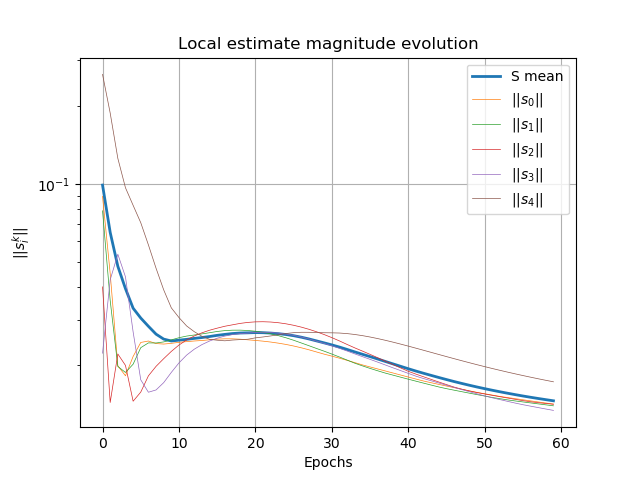 Local estimate magnitude evolution
S mean
||s₀||
||s₁||
||s₂||
||s₃||
||s₄||
10⁻¹
||sᵢᵏ||
0 10 20 30 40 50 60
Epochs